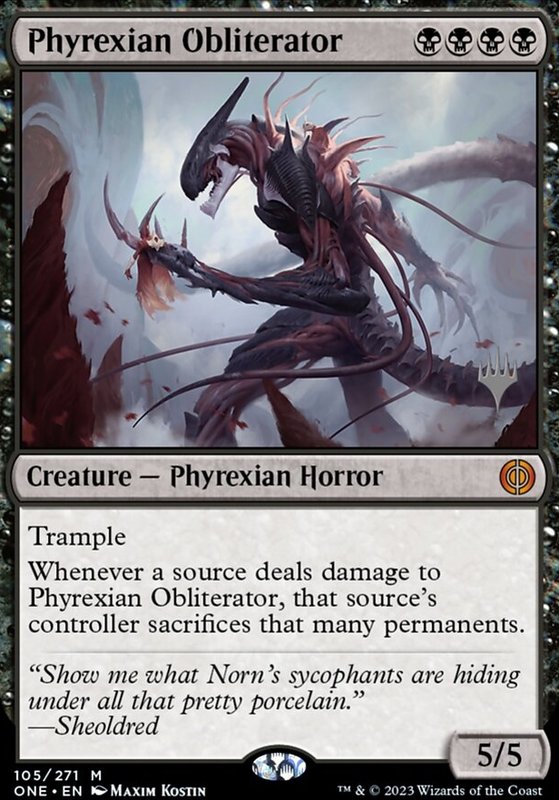 Phyrexian Obliterator
Creature — Phyrexian Horror
Trample
Whenever a source deals damage to
Phyrexian Obliterator, that source's
controller sacrifices that many permanents.
“Show me what Norn's sycophants are hiding
under all that pretty porcelain.”
—Sheoldred
5/5
105/271 M
ONE • EN Maxim Kostin
™ & © 2023 Wizards of the Coast